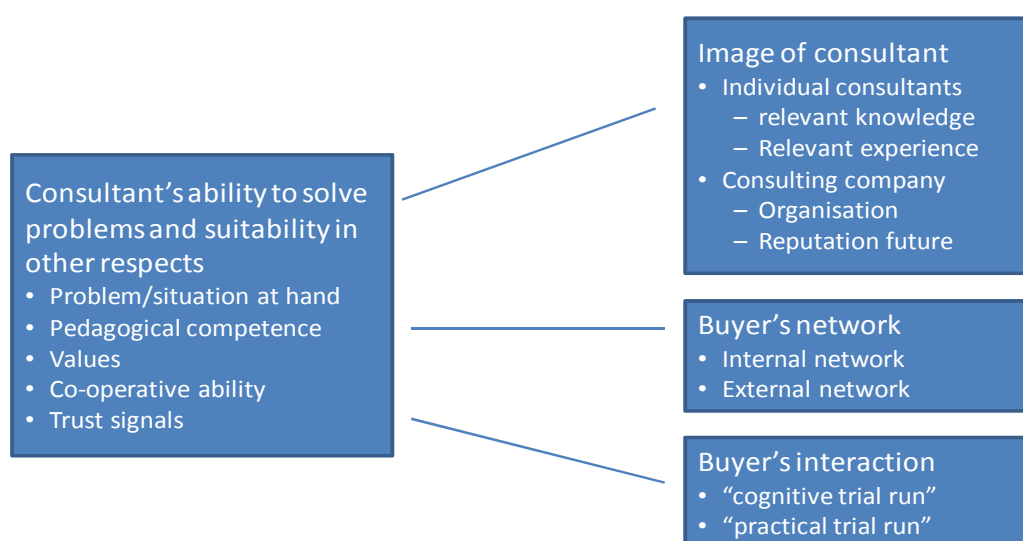 Consultant's ability to solve
problems and suitability in
other respects
• Problem/situation at hand
• Pedagogical competence
• Values
• Co-operative ability
• Trust signals
Image of consultant
• Individual consultants
– relevant knowledge
– Relevant experience
• Consulting company
– Organisation
– Reputation future
Buyer's network
• Internal network
• External network
Buyer's interaction
• “cognitive trial run”
• “practical trial run”